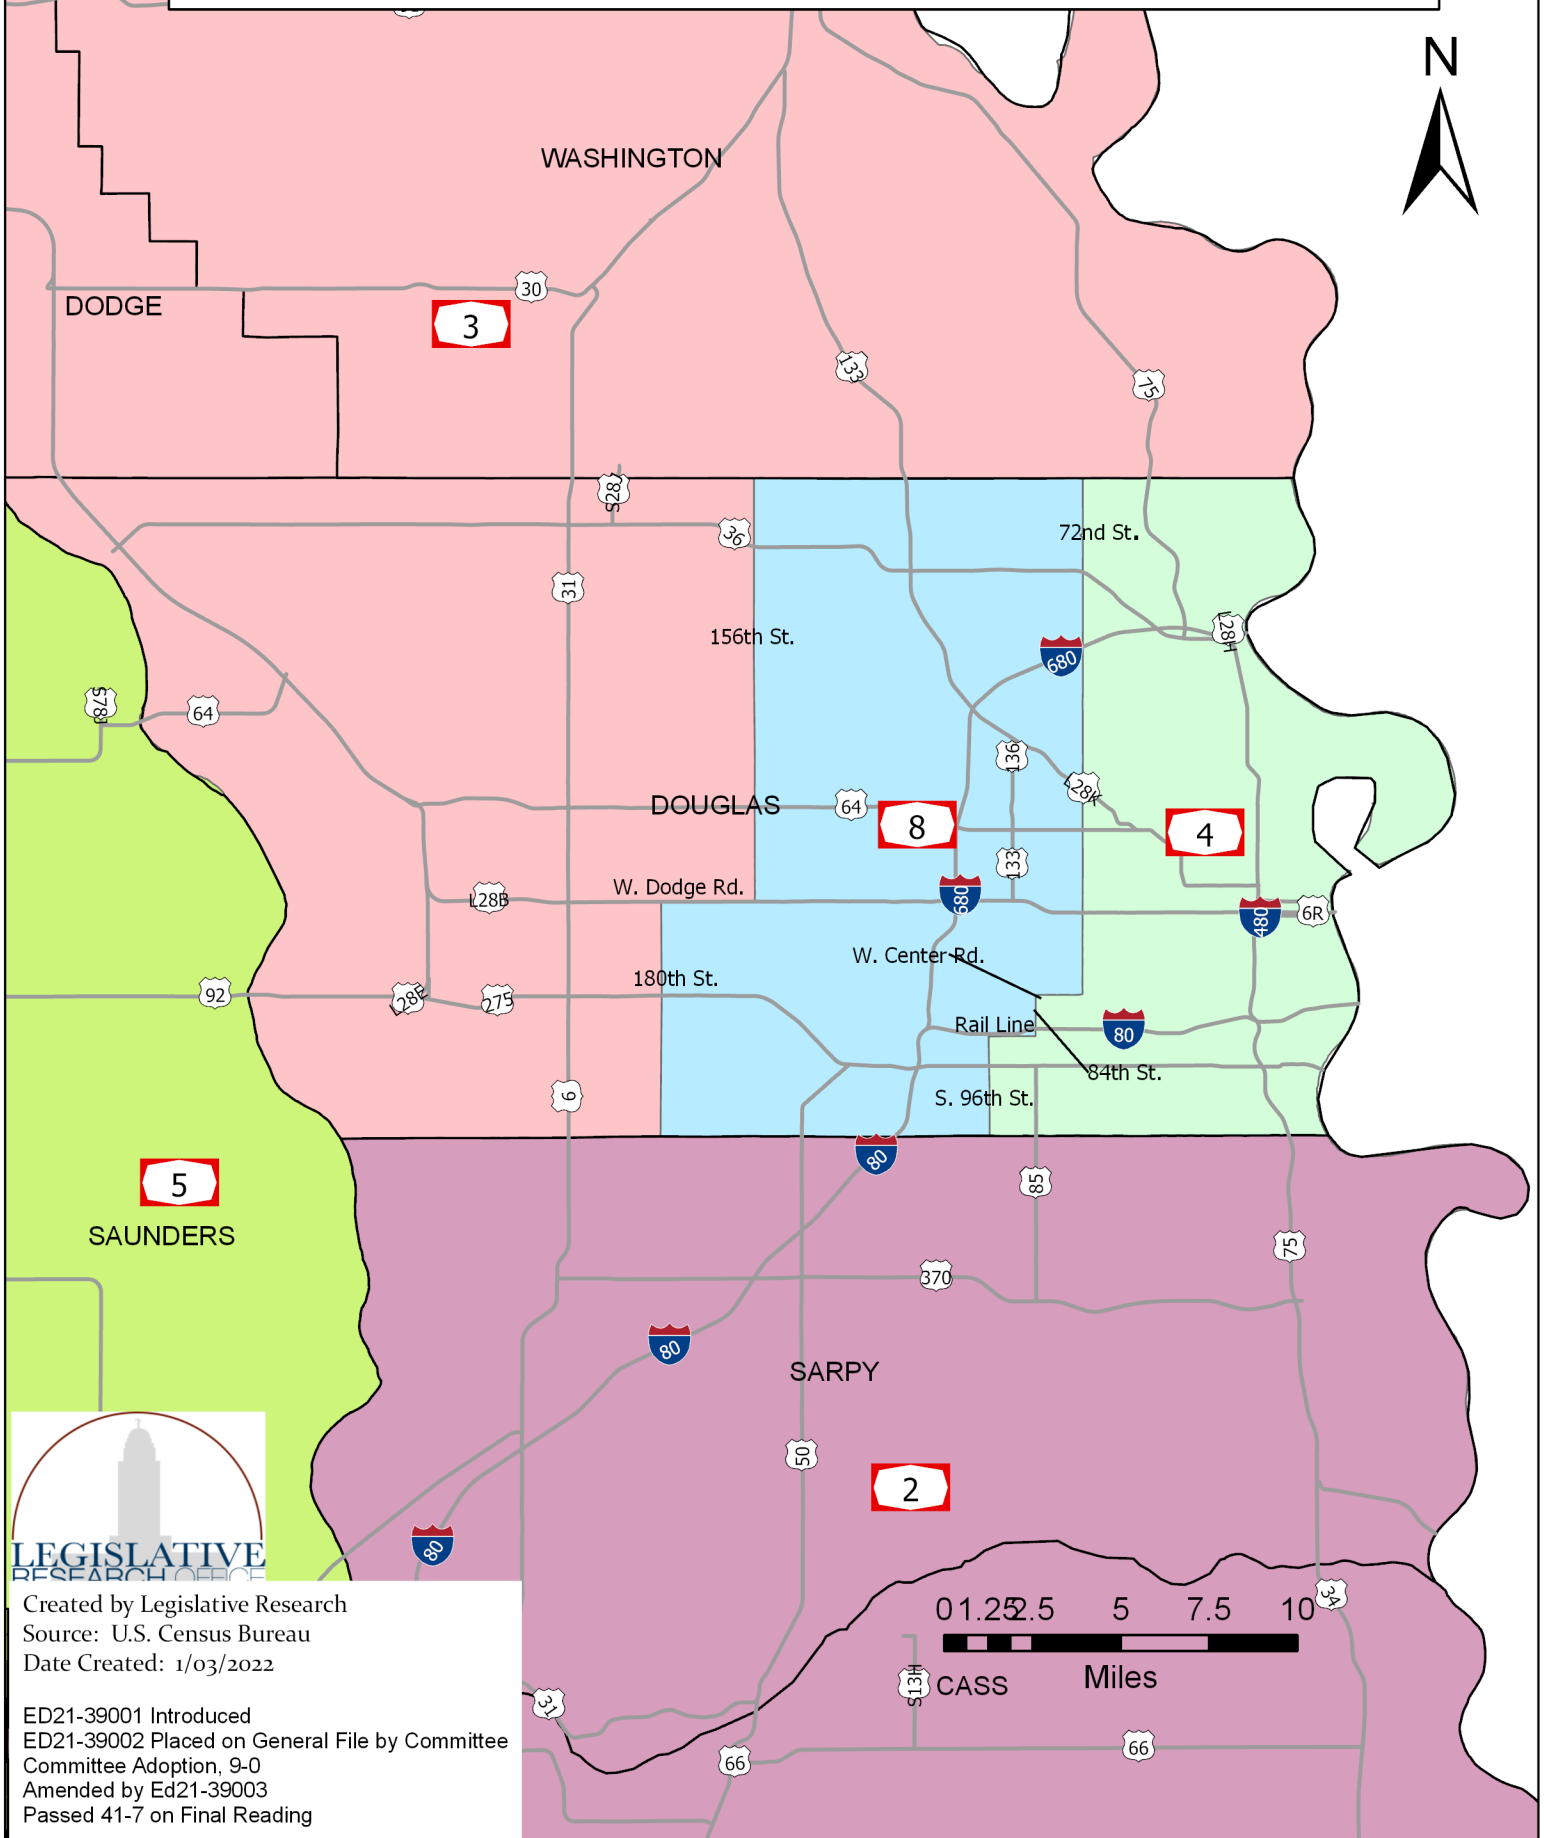 N
WASHINGTON
30
DODGE
3
133
75
S28J
36
72nd St.
31
156th St.
L28H
680
S78J
64
136
L28K
DOUGLAS
64
8
4
133
W. Dodge Rd.
L28B
680
480
6R
W. Center Rd.
180th St.
92
L28E
275
Rail Line
80
84th St.
6
S. 96th St.
80
5
85
SAUNDERS
75
370
80
SARPY
50
2
80
LEGISLATIVE
RESEARCH OFFICE
34
0 1.25 2.5 5 7.5 10
Miles
S13H
CASS
31
66
66
Created by Legislative Research
Source: U.S. Census Bureau
Date Created: 1/03/2022
ED21-39001 Introduced
ED21-39002 Placed on General File by Committee
Committee Adoption, 9-0
Amended by Ed21-39003
Passed 41-7 on Final Reading